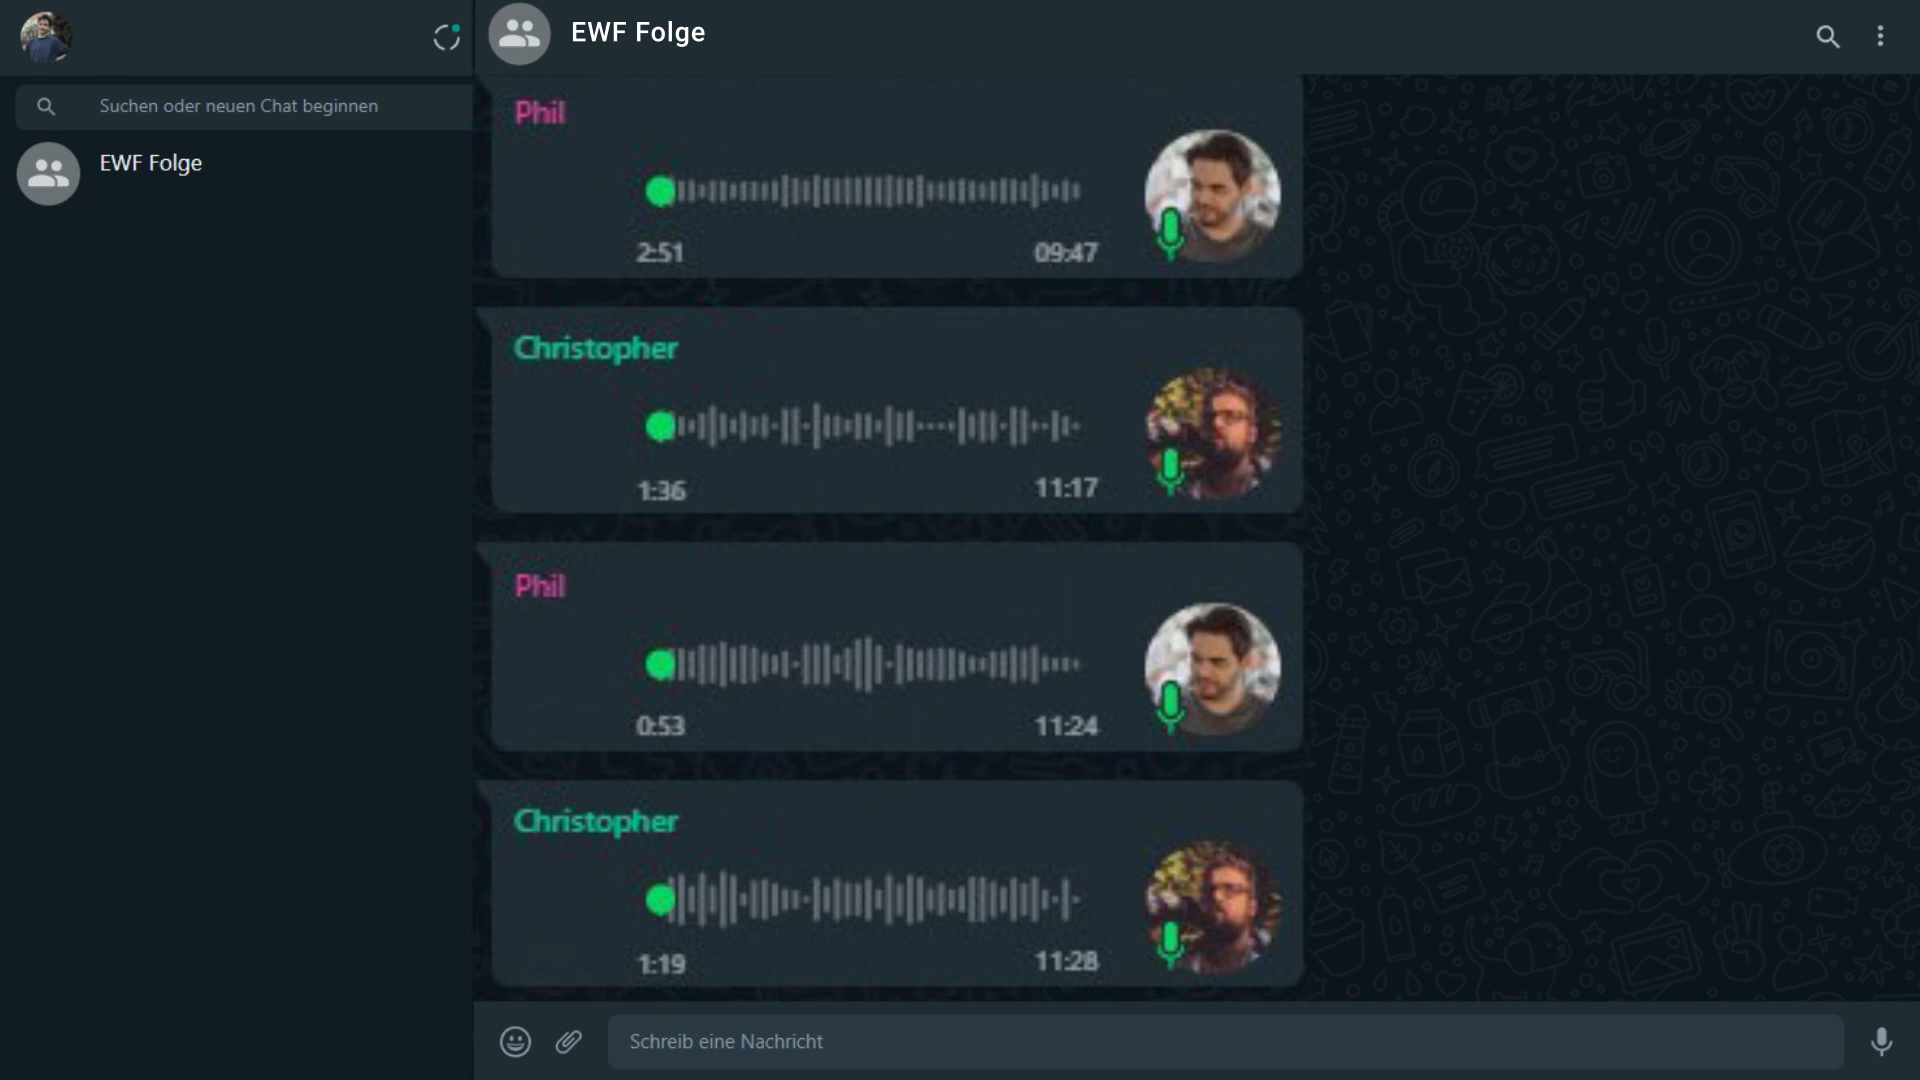 EWF Folge
Suchen oder neuen Chat beginnen
EWF Folge
Phil
2:51
09:47
Christopher
1:36
11:17
Phil
0:53
11:24
Christopher
1:19
11:28
Schreib eine Nachricht